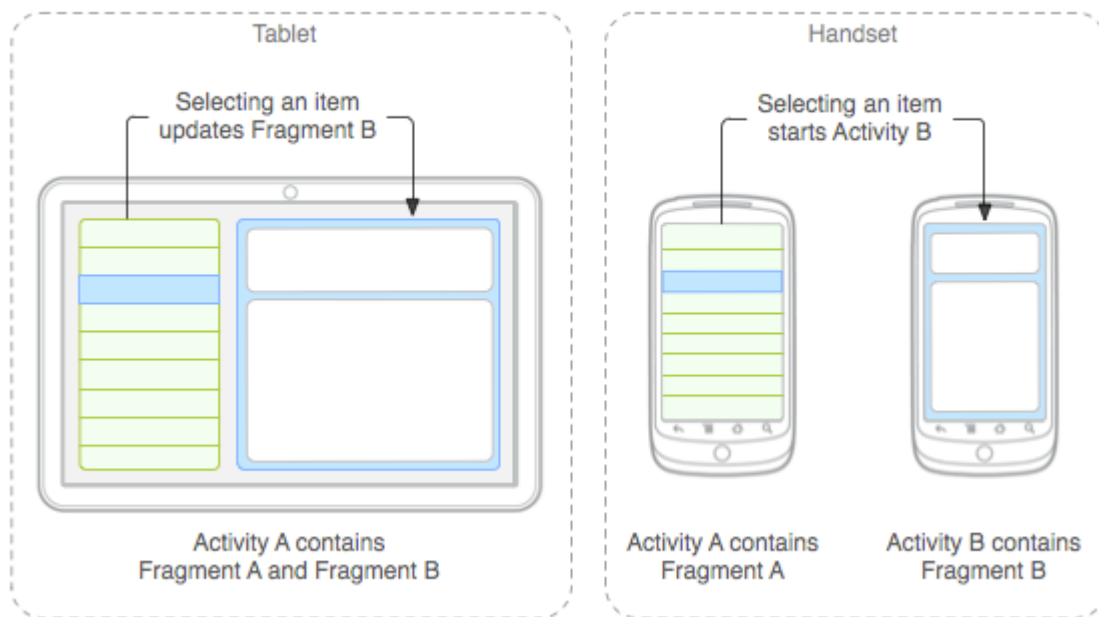 Tablet
Selecting an item
updates Fragment B
Activity A contains
Fragment A and Fragment B
Handset
Selecting an item
starts Activity B
Activity A contains
Fragment A
Activity B contains
Fragment B